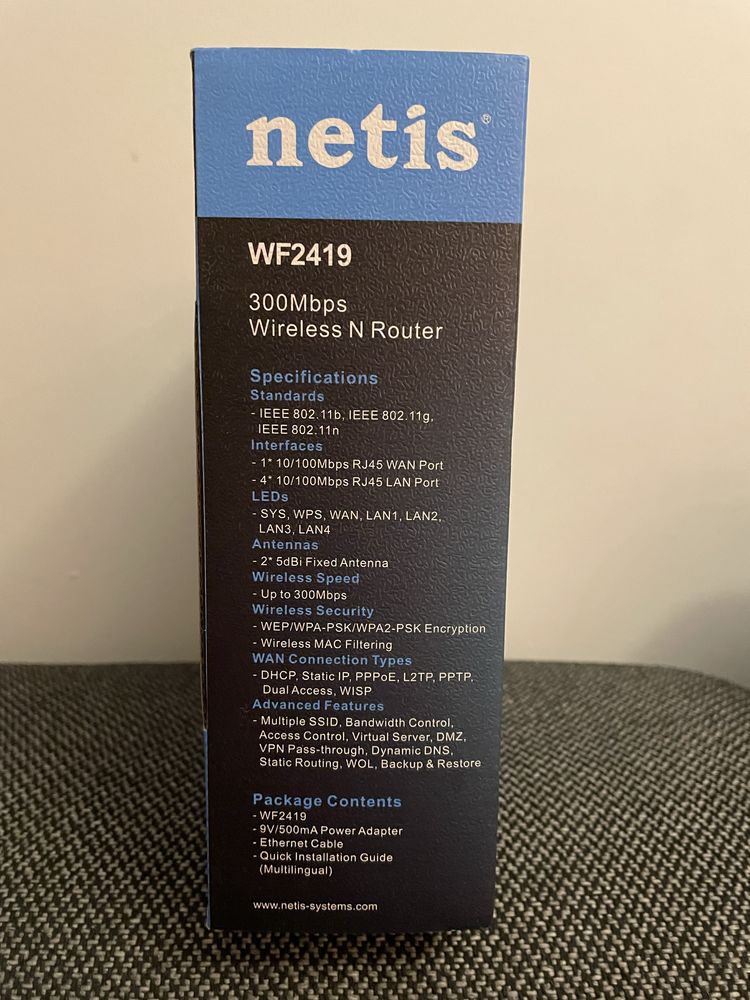 netis®
WF2419
300Mbps
Wireless N Router
Specifications
Standards
- IEEE 802.11b, IEEE 802.11g,
IEEE 802.11n
Interfaces
- 1* 10/100Mbps RJ45 WAN Port
- 4* 10/100Mbps RJ45 LAN Port
LEDs
- SYS, WPS, WAN, LAN1, LAN2,
LAN3, LAN4
Antennas
- 2* 5dBi Fixed Antenna
Wireless Speed
- Up to 300Mbps
Wireless Security
- WEP/WPA-PSK/WPA2-PSK Encryption
- Wireless MAC Filtering
WAN Connection Types
- DHCP, Static IP, PPPoE, L2TP, PPTP,
Dual Access, WISP
Advanced Features
- Multiple SSID, Bandwidth Control,
Access Control, Virtual Server, DMZ,
VPN Pass-through, Dynamic DNS,
Static Routing, WOL, Backup & Restore
Package Contents
- WF2419
- 9V/500mA Power Adapter
- Ethernet Cable
- Quick Installation Guide
(Multilingual)
www.netis-systems.com